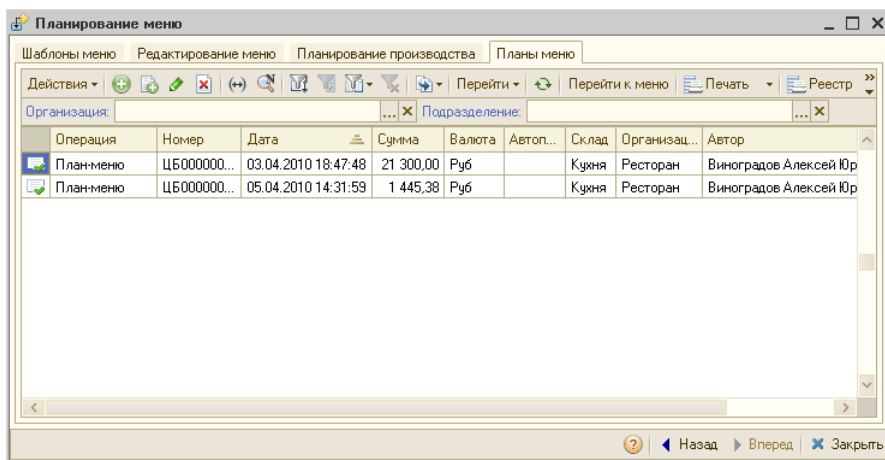 Планирование меню
Шаблоны меню Редактирование меню Планирование производства Планы меню
Действия Перейти Перейти к меню Печать Реестр
Организация: ... Подразделение: ...
Операция Номер Дата Сумма Валюта Автоп... Склад Организац... Автор
План-меню ЦБ000000... 03.04.2010 18:47:48 21 300,00 Руб Кухня Ресторан Виноградов Алексей Юр
План-меню ЦБ000000... 05.04.2010 14:31:59 1 445,38 Руб Кухня Ресторан Виноградов Алексей Юр
Назад Вперед Закрыть